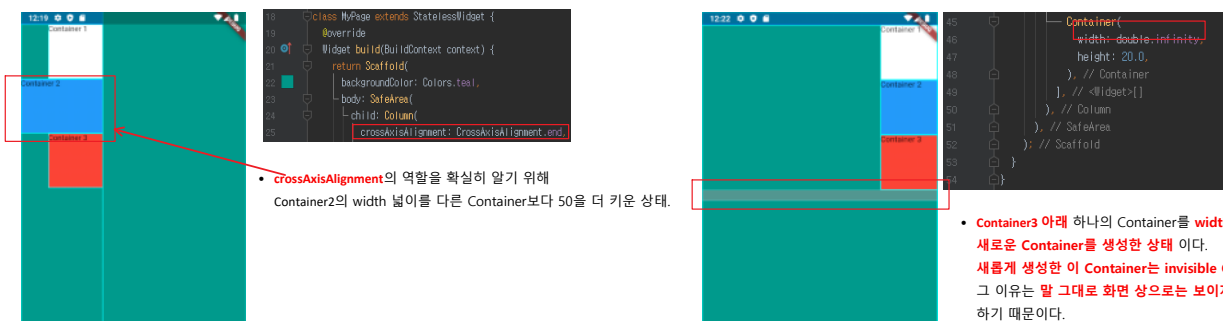 12:19
Container 1
Container 2
Container 3
18 class MyPage extends StatelessWidget {
19 @override
20 Widget build(BuildContext context) {
21 return Scaffold(
22 backgroundColor: Colors.teal,
23 body: SafeArea(
24 child: Column(
25 crossAxisAlignment: CrossAxisAlignment.end,
• crossAxisAlignment의 역할을 확실히 알기 위해
Container2의 width 넓이를 다른 Container보다 50을 더 키운 상태.
12:22
Container 1
Container 2
Container 3
45 Container(
46 width: double.infinity,
47 height: 20.0,
48 ), // Container
49 ], // <Widget>[]
50 ), // Column
51 ), // SafeArea
52 ); // Scaffold
53 }
54 }
• Container3 아래 하나의 Container를 widt
새로운 Container를 생성한 상태 이다.
새롭게 생성한 이 Container는 invisible
그 이유는 말 그대로 화면 상으로는 보이지
하기 때문이다.